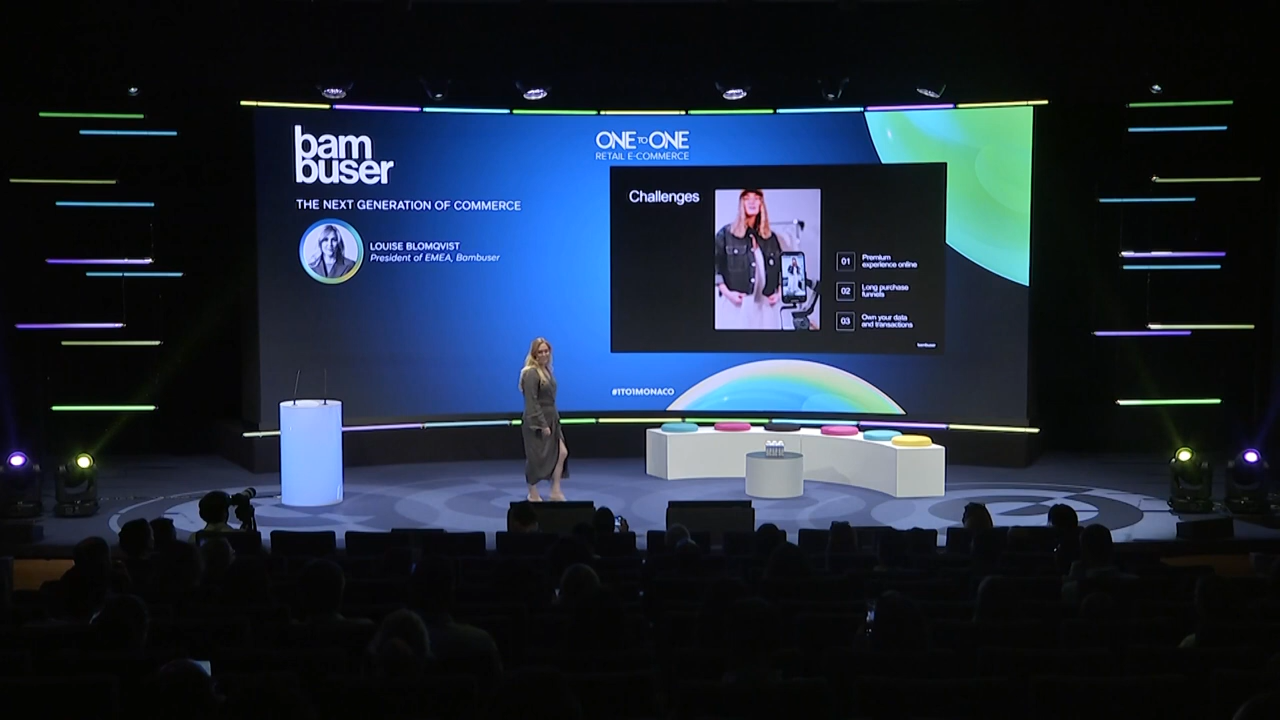 bam
buser
THE NEXT GENERATION OF COMMERCE
LOUISE BLOMQVIST
President of EMEA, Bambuser
ONE TO ONE
RETAIL E-COMMERCE
Challenges
01 Premium
experience online
02 Long purchase
funnels
03 Own your data
and transactions
bambuser
#1TO1MONACO